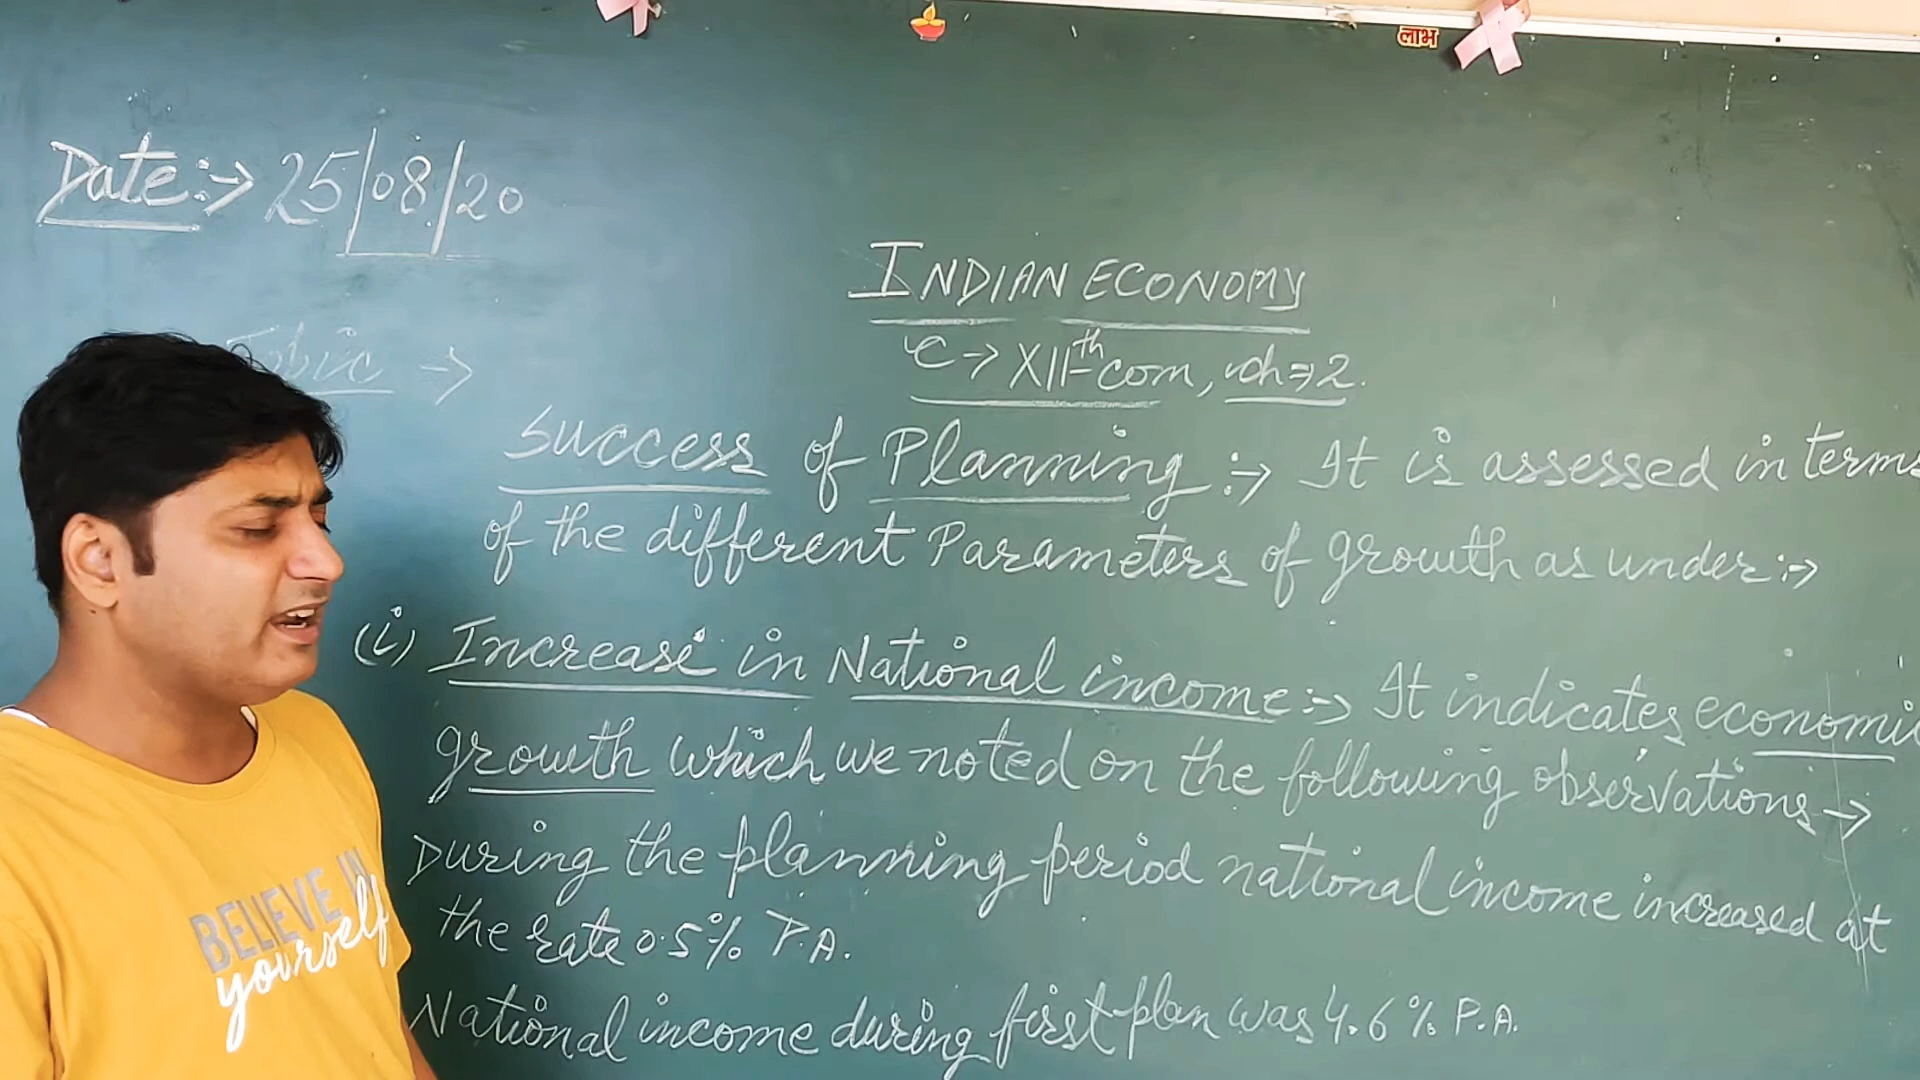 लाभ
Date:→ 25/08/20
INDIAN ECONOMY
C→ XIIth com, ch⇒2.
Topic →
Success of Planning:→ It is assessed in terms
of the different Parameters of growth as under:→
(i) Increase in National income:→ It indicates economic
growth which we noted on the following observations→
During the planning period national income increased at
the rate 0.5% P.A.
National income during first plan was 4.6% P.A.
BELIEVE IN
yourself